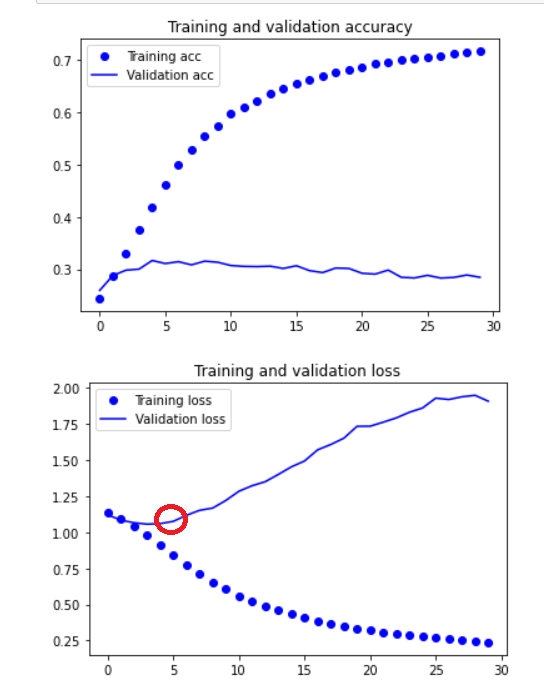 Training and validation accuracy
Training acc
Validation acc
0.7
0.6
0.5
0.4
0.3
0 5 10 15 20 25 30
Training and validation loss
Training loss
Validation loss
2.00
1.75
1.50
1.25
1.00
0.75
0.50
0.25
0 5 10 15 20 25 30